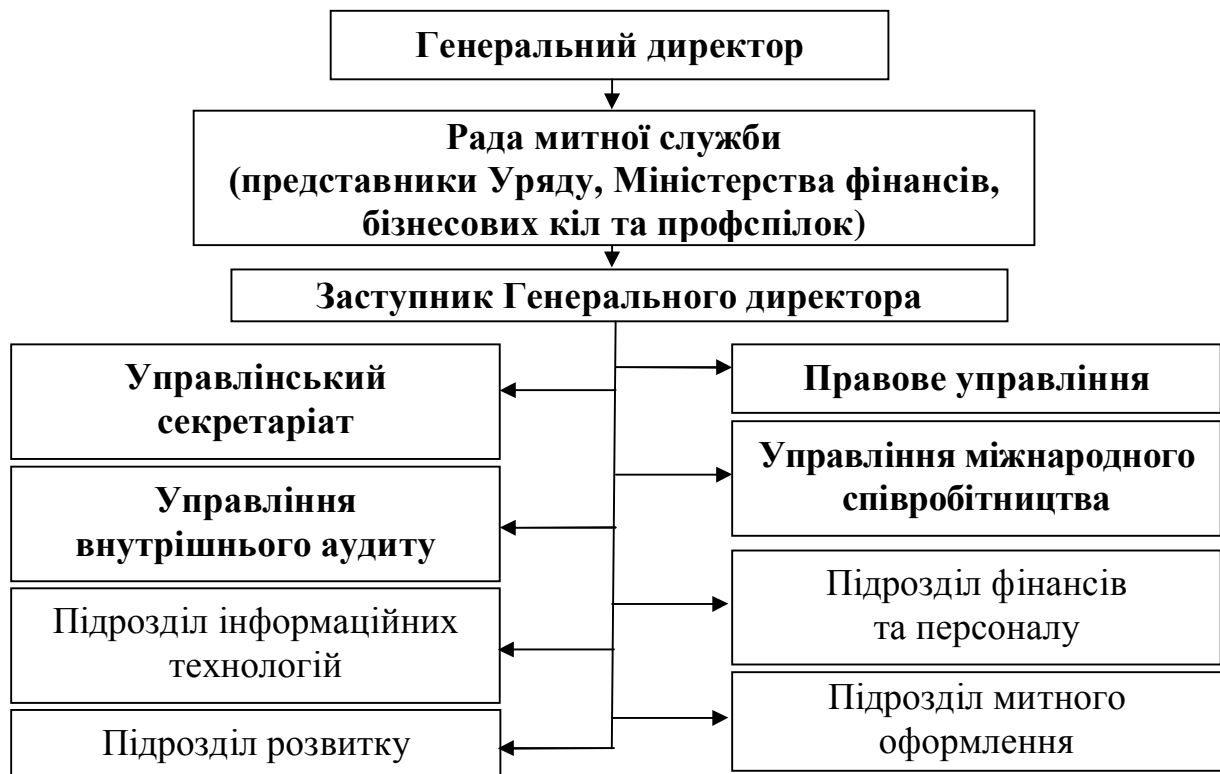 Генеральний директор
Рада митної служби
(представники Уряду, Міністерства фінансів,
бізнесових кіл та профспілок)
Заступник Генерального директора
Управлінський
секретаріат
Правове управління
Управління міжнародного
співробітництва
Управління
внутрішнього аудиту
Підрозділ фінансів
та персоналу
Підрозділ інформаційних
технологій
Підрозділ митного
оформлення
Підрозділ розвитку